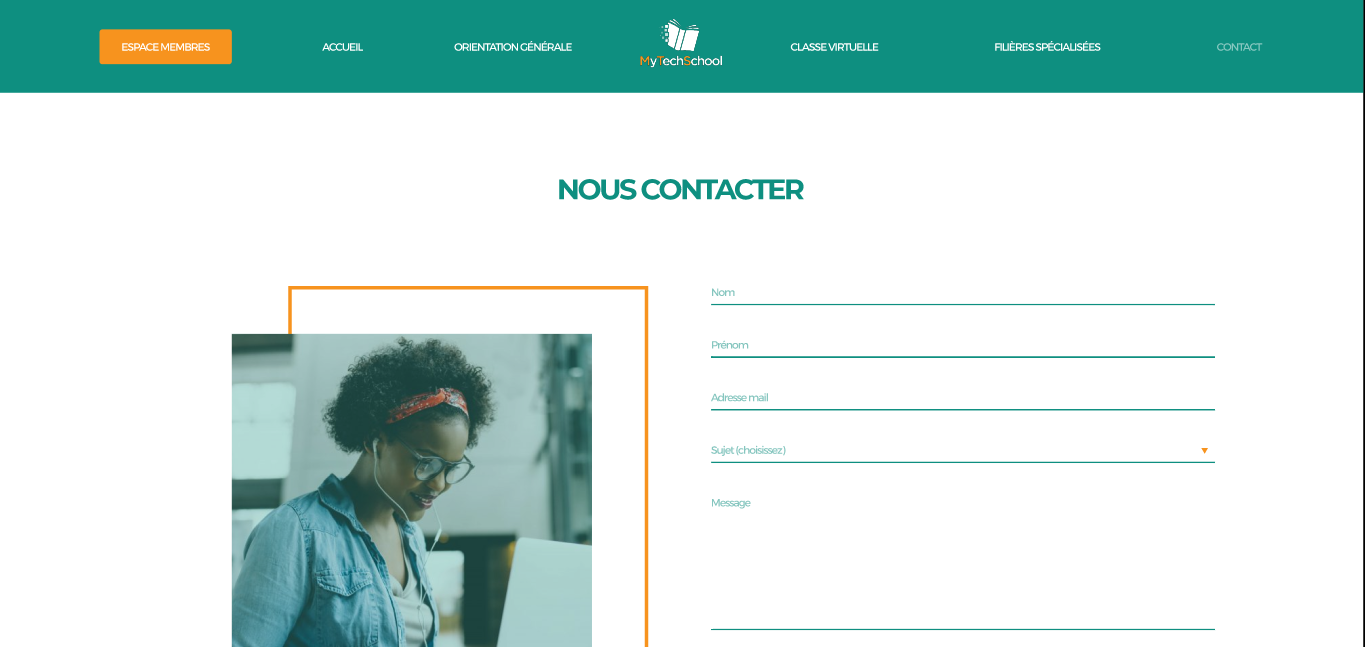 ESPACE MEMBRES
ACCUEIL
ORIENTATION GÉNÉRALE
MyTechSchool
CLASSE VIRTUELLE
FILIÈRES SPÉCIALISÉES
CONTACT
NOUS CONTACTER
Nom
Prénom
Adresse mail
Sujet (choisissez)
Message